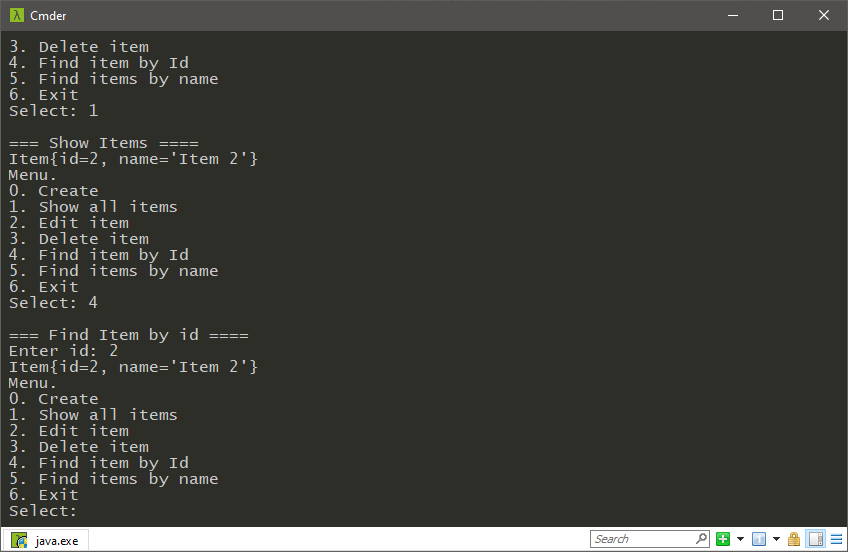 Cmder
3. Delete item
4. Find item by Id
5. Find items by name
6. Exit
Select: 1
=== Show Items ====
Item{id=2, name='Item 2'}
Menu.
0. Create
1. Show all items
2. Edit item
3. Delete item
4. Find item by Id
5. Find items by name
6. Exit
Select: 4
=== Find Item by id ====
Enter id: 2
Item{id=2, name='Item 2'}
Menu.
0. Create
1. Show all items
2. Edit item
3. Delete item
4. Find item by Id
5. Find items by name
6. Exit
Select:
java.exe
Search